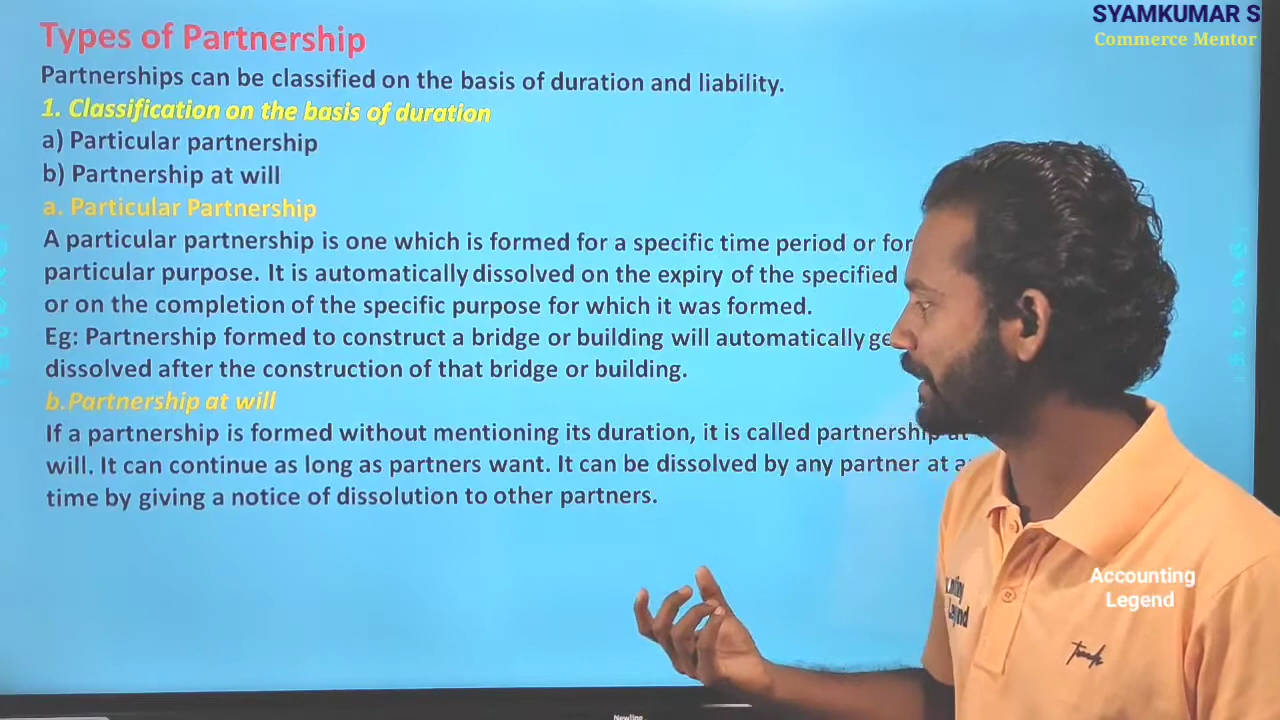 Types of Partnership
Partnerships can be classified on the basis of duration and liability.
1. Classification on the basis of duration
a) Particular partnership
b) Partnership at will
a. Particular Partnership
A particular partnership is one which is formed for a specific time period or for
particular purpose. It is automatically dissolved on the expiry of the specified
or on the completion of the specific purpose for which it was formed.
Eg: Partnership formed to construct a bridge or building will automatically
dissolved after the construction of that bridge or building.
b.Partnership at will
If a partnership is formed without mentioning its duration, it is called partnership at
will. It can continue as long as partners want. It can be dissolved by any partner at
time by giving a notice of dissolution to other partners.
SYAMKUMAR S
Commerce Mentor
Accounting
Legend
Newline